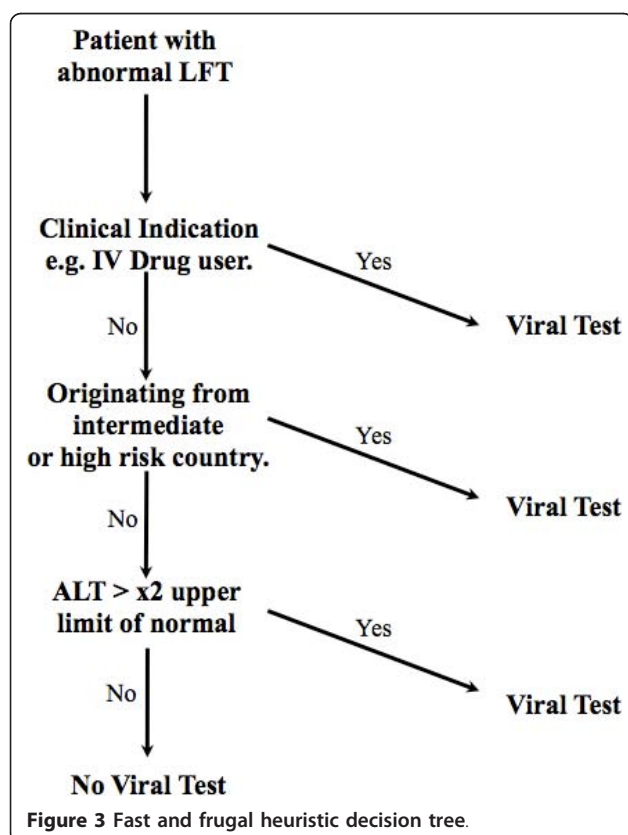 Patient with
abnormal LFT
Clinical Indication
e.g. IV Drug user.
Yes
Viral Test
No
Originating from
intermediate
or high risk country.
Yes
Viral Test
No
ALT > x2 upper
limit of normal
Yes
Viral Test
No
No Viral Test
Figure 3 Fast and frugal heuristic decision tree.